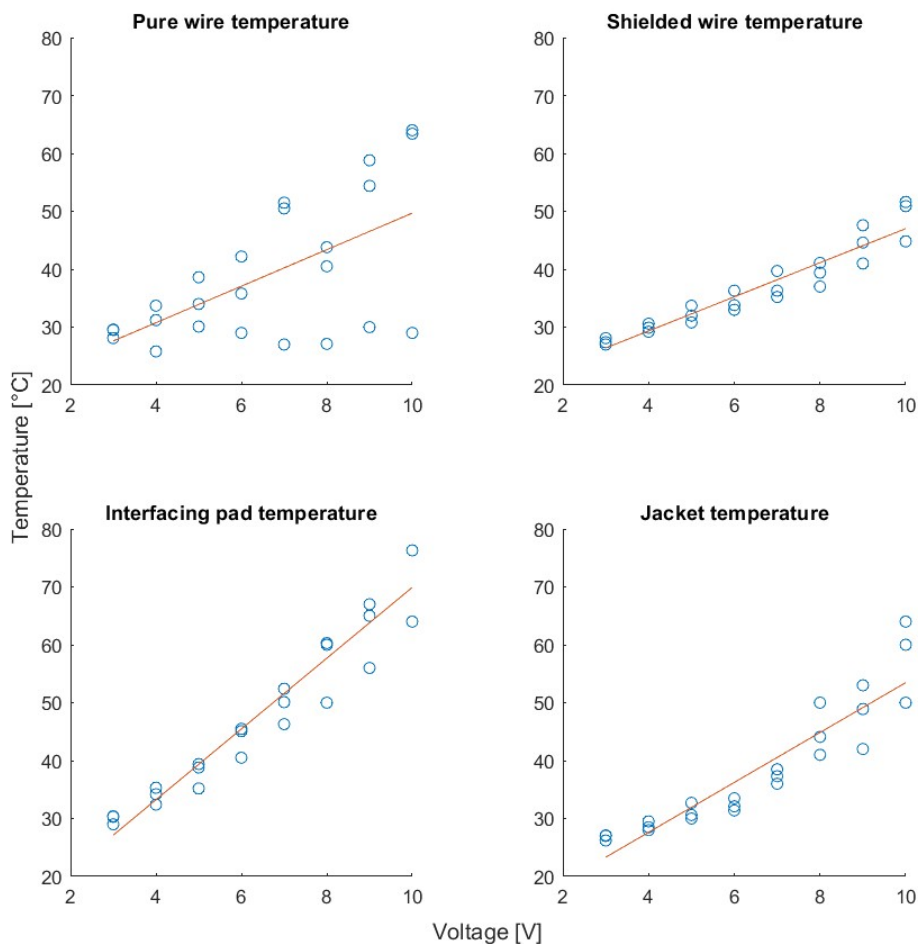 Pure wire temperature
Shielded wire temperature
80
70
60
50
40
30
20
2 4 6 8 10
80
70
60
50
40
30
20
2 4 6 8 10
Temperature [°C]
Interfacing pad temperature
Jacket temperature
80
70
60
50
40
30
20
2 4 6 8 10
80
70
60
50
40
30
20
2 4 6 8 10
Voltage [V]